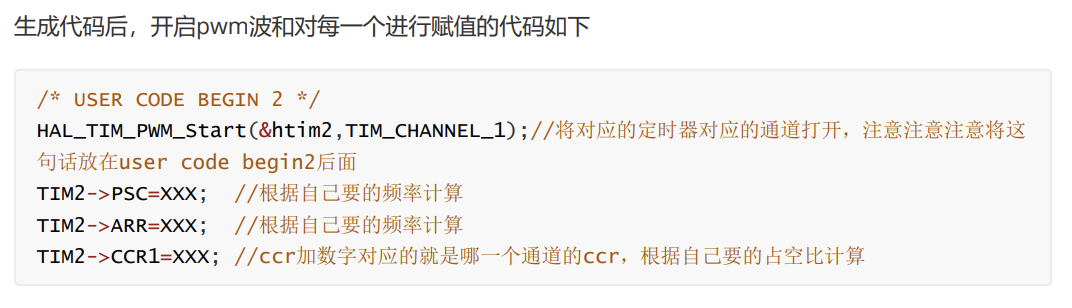 生成代码后，开启pwm波和对每一个进行赋值的代码如下
/* USER CODE BEGIN 2 */
HAL_TIM_PWM_Start(&htim2,TIM_CHANNEL_1);//将对应的定时器对应的通道打开，注意注意注意将这
句话放在user code begin2后面
TIM2->PSC=XXX;  //根据自己要的频率计算
TIM2->ARR=XXX;  //根据自己要的频率计算
TIM2->CCR1=XXX; //ccr加数字对应的就是哪一个通道的ccr，根据自己要的占空比计算